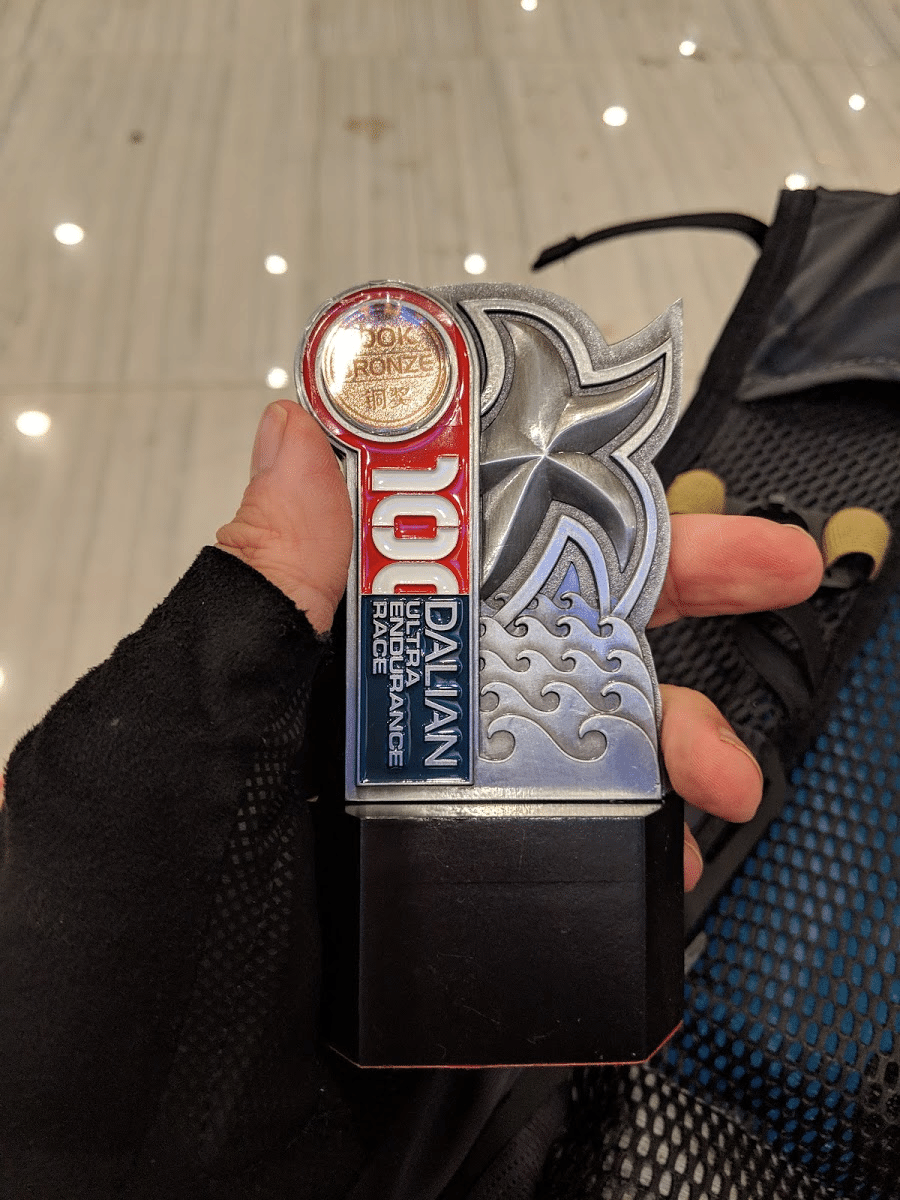 100K
BRONZE
铜奖
100
DALIAN
ULTRA
ENDURANCE
RACE